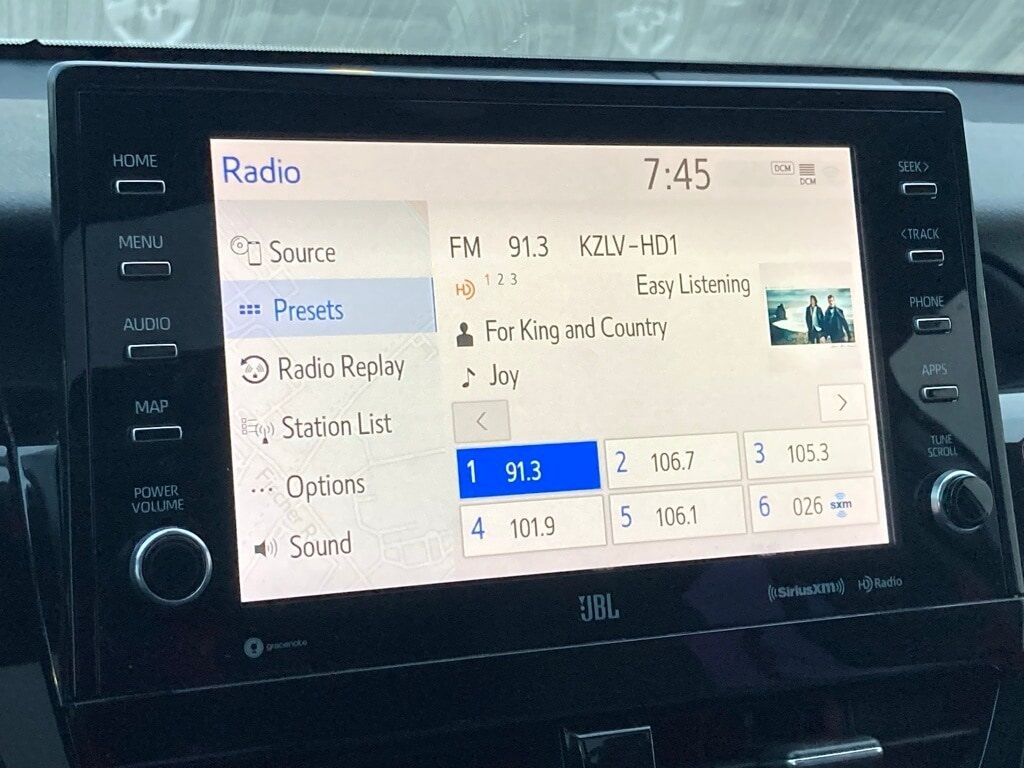 HOME
MENU
AUDIO
MAP
POWER
VOLUME
Radio
7:45
DCM
DCM
Source
Presets
Radio Replay
Station List
Options
Sound
FM 91.3 KZLV-HD1
HD 1 2 3
Easy Listening
For King and Country
Joy
<
>
1 91.3
2 106.7
3 105.3
4 101.9
5 106.1
6 026 sxm
SEEK >
< TRACK
PHONE
APPS
TUNE
SCROLL
gracenote
JBL
((SiriusXM))
HD Radio